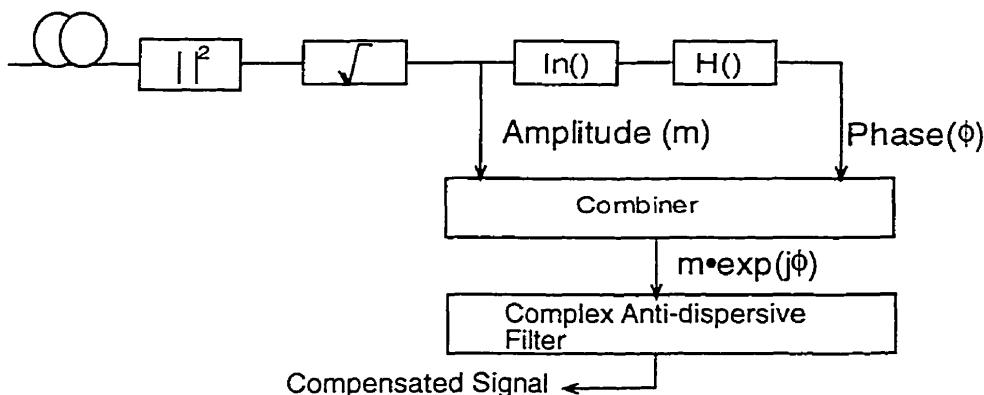 | |²
√
ln()
H()
Amplitude (m)
Phase(ϕ)
Combiner
m•exp(jϕ)
Complex Anti-dispersive
Filter
Compensated Signal